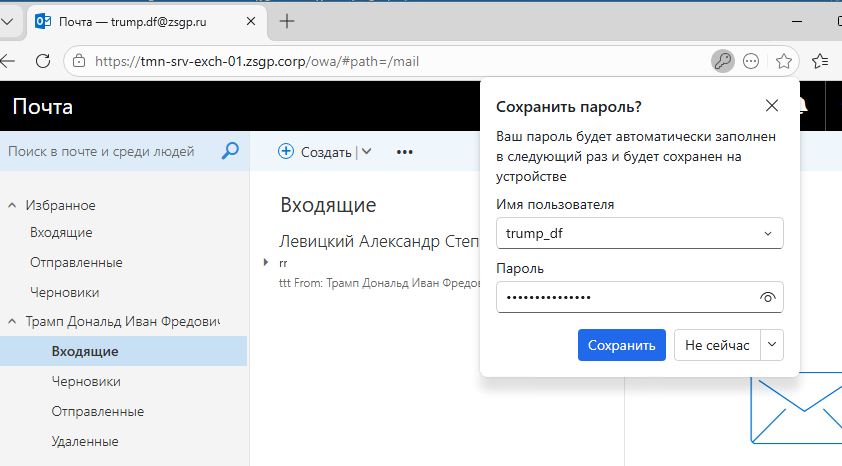 Почта — trump.df@zsgp.ru
https://tmn-srv-exch-01.zsgp.corp/owa/#path=/mail
Почта
Поиск в почте и среди людей
Создать
Избранное
Входящие
Отправленные
Черновики
Трамп Дональд Иван Фредович
Входящие
Черновики
Отправленные
Удаленные
Входящие
Левицкий Александр Степ
rr
ttt From: Трамп Дональд Иван Фредо
Сохранить пароль?
Ваш пароль будет автоматически заполнен
в следующий раз и будет сохранен на
устройстве
Имя пользователя
trump_df
Пароль
•••••••••••••••
Сохранить
Не сейчас